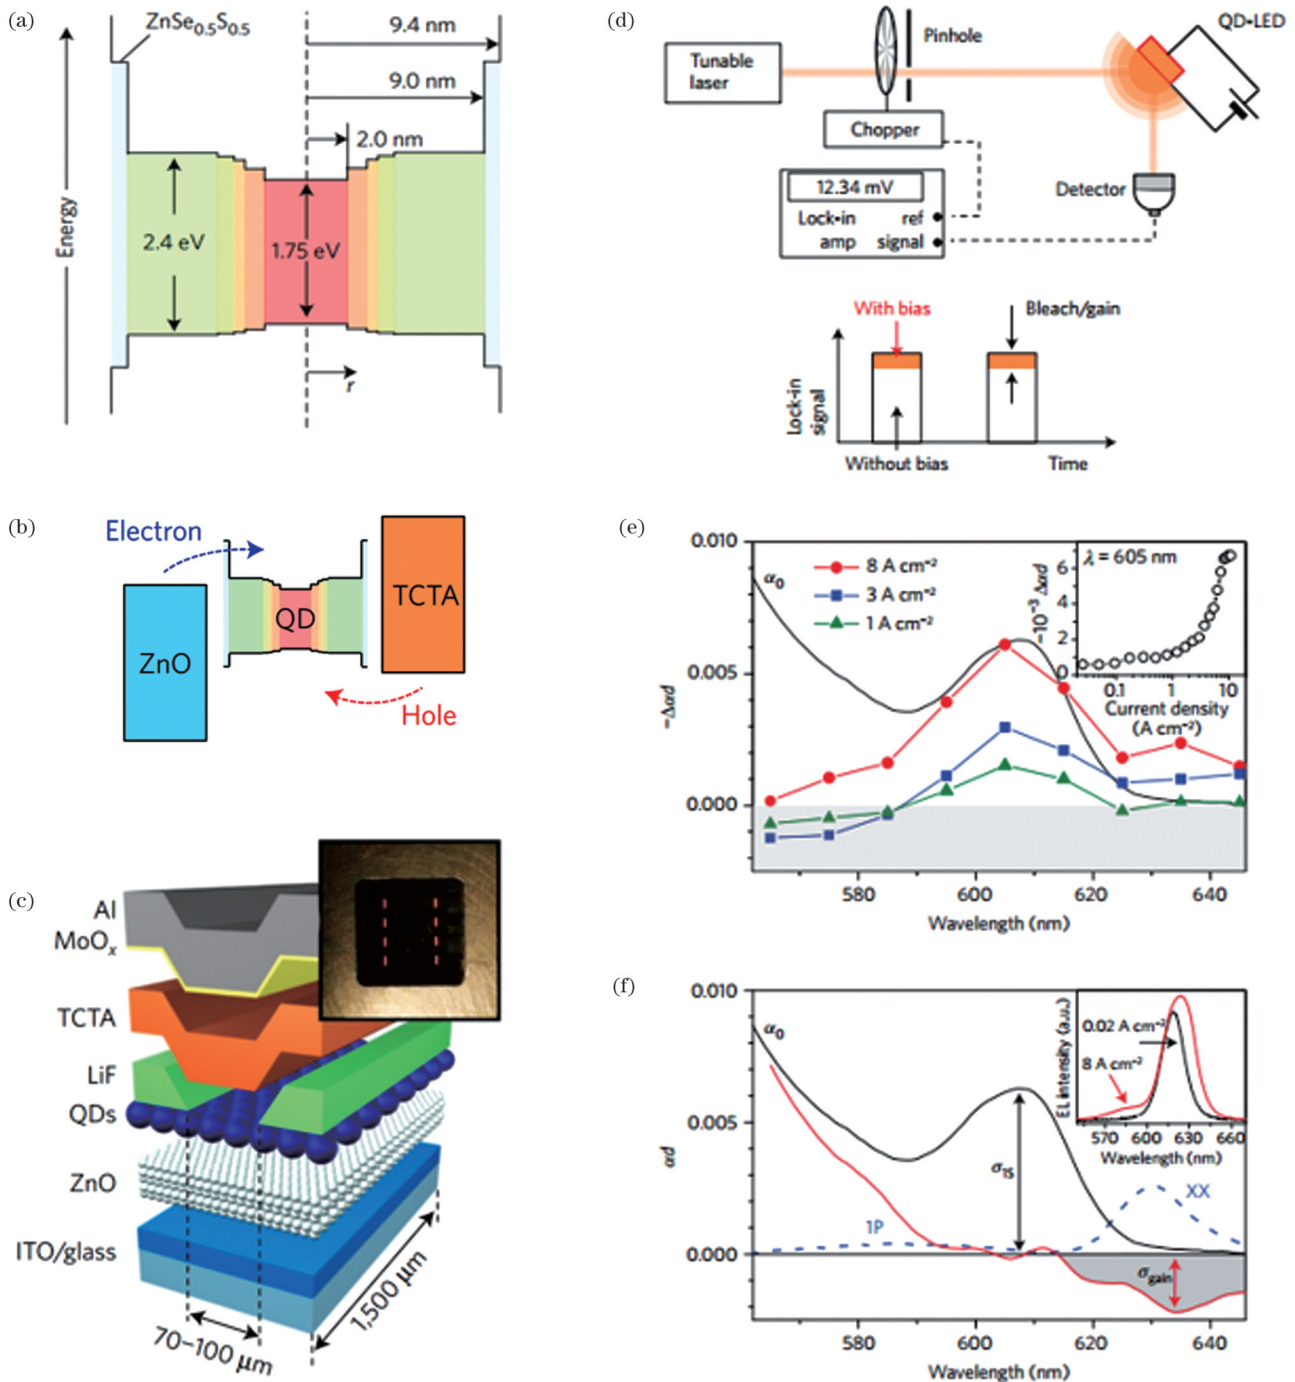 (a)
ZnSe0.5S0.5
9.4 nm
9.0 nm
2.0 nm
Energy
2.4 eV
1.75 eV
r
(b)
Electron
ZnO
QD
TCTA
Hole
(c)
Al
MoOx
TCTA
LiF
QDs
ZnO
ITO/glass
70–100 μm
1,500 μm
(d)
Tunable
laser
Pinhole
QD-LED
Chopper
12.34 mV
Lock-in
amp
ref
signal
Detector
With bias
Bleach/gain
Lock-in
signal
Without bias
Time
(e)
0.010
0.005
0.000
−Δαd
α0
8 A cm−2
3 A cm−2
1 A cm−2
λ = 605 nm
−10−3 Δαd
6
4
2
0
0.1
1
10
Current density
(A cm−2)
580
600
620
640
Wavelength (nm)
(f)
0.010
0.005
0.000
αd
α0
σ1S
1P
XX
σgain
EL intensity (a.u.)
0.02 A cm−2
8 A cm−2
570
600
630
660
Wavelength (nm)
580
600
620
640
Wavelength (nm)